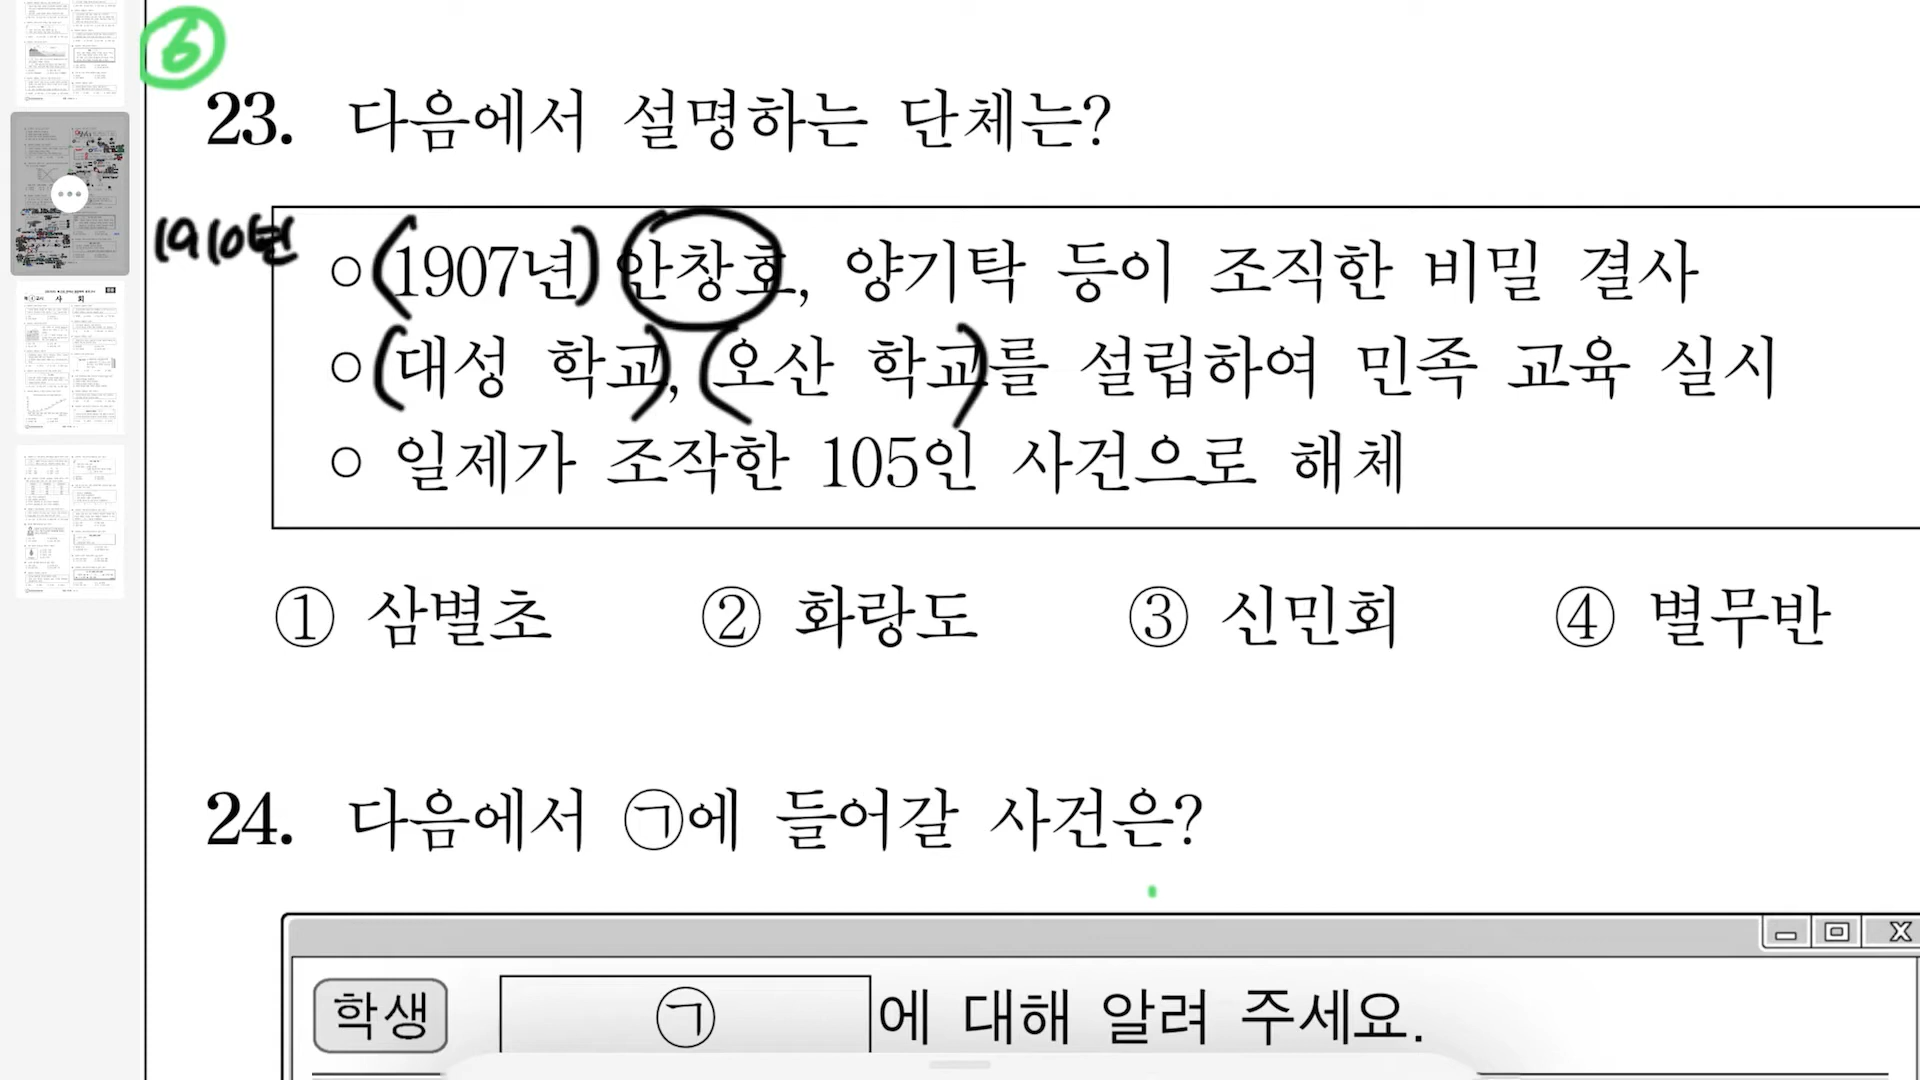 6
23. 다음에서 설명하는 단체는?
1910년
○ (1907년) 안창호, 양기탁 등이 조직한 비밀 결사
○ (대성 학교), (오산 학교)를 설립하여 민족 교육 실시
○ 일제가 조작한 105인 사건으로 해체
① 삼별초 ② 화랑도 ③ 신민회 ④ 별무반
24. 다음에서 ㉠에 들어갈 사건은?
학생 ㉠에 대해 알려 주세요.